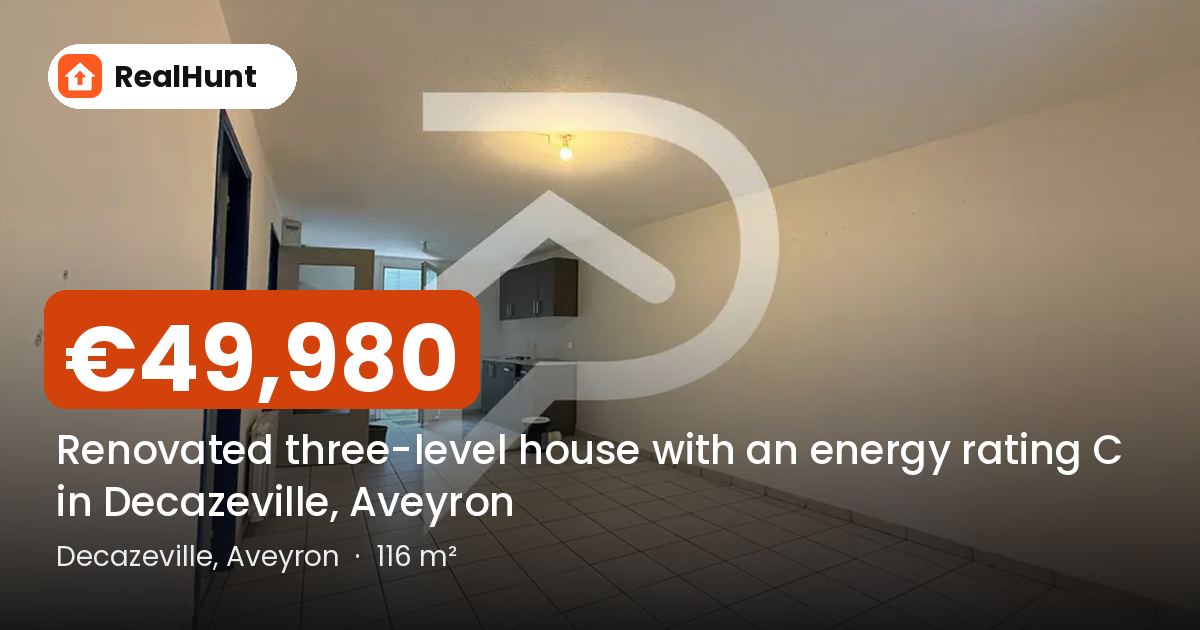 RealHunt
€49,980
Renovated three-level house with an energy rating C
in Decazeville, Aveyron
Decazeville, Aveyron · 116 m²